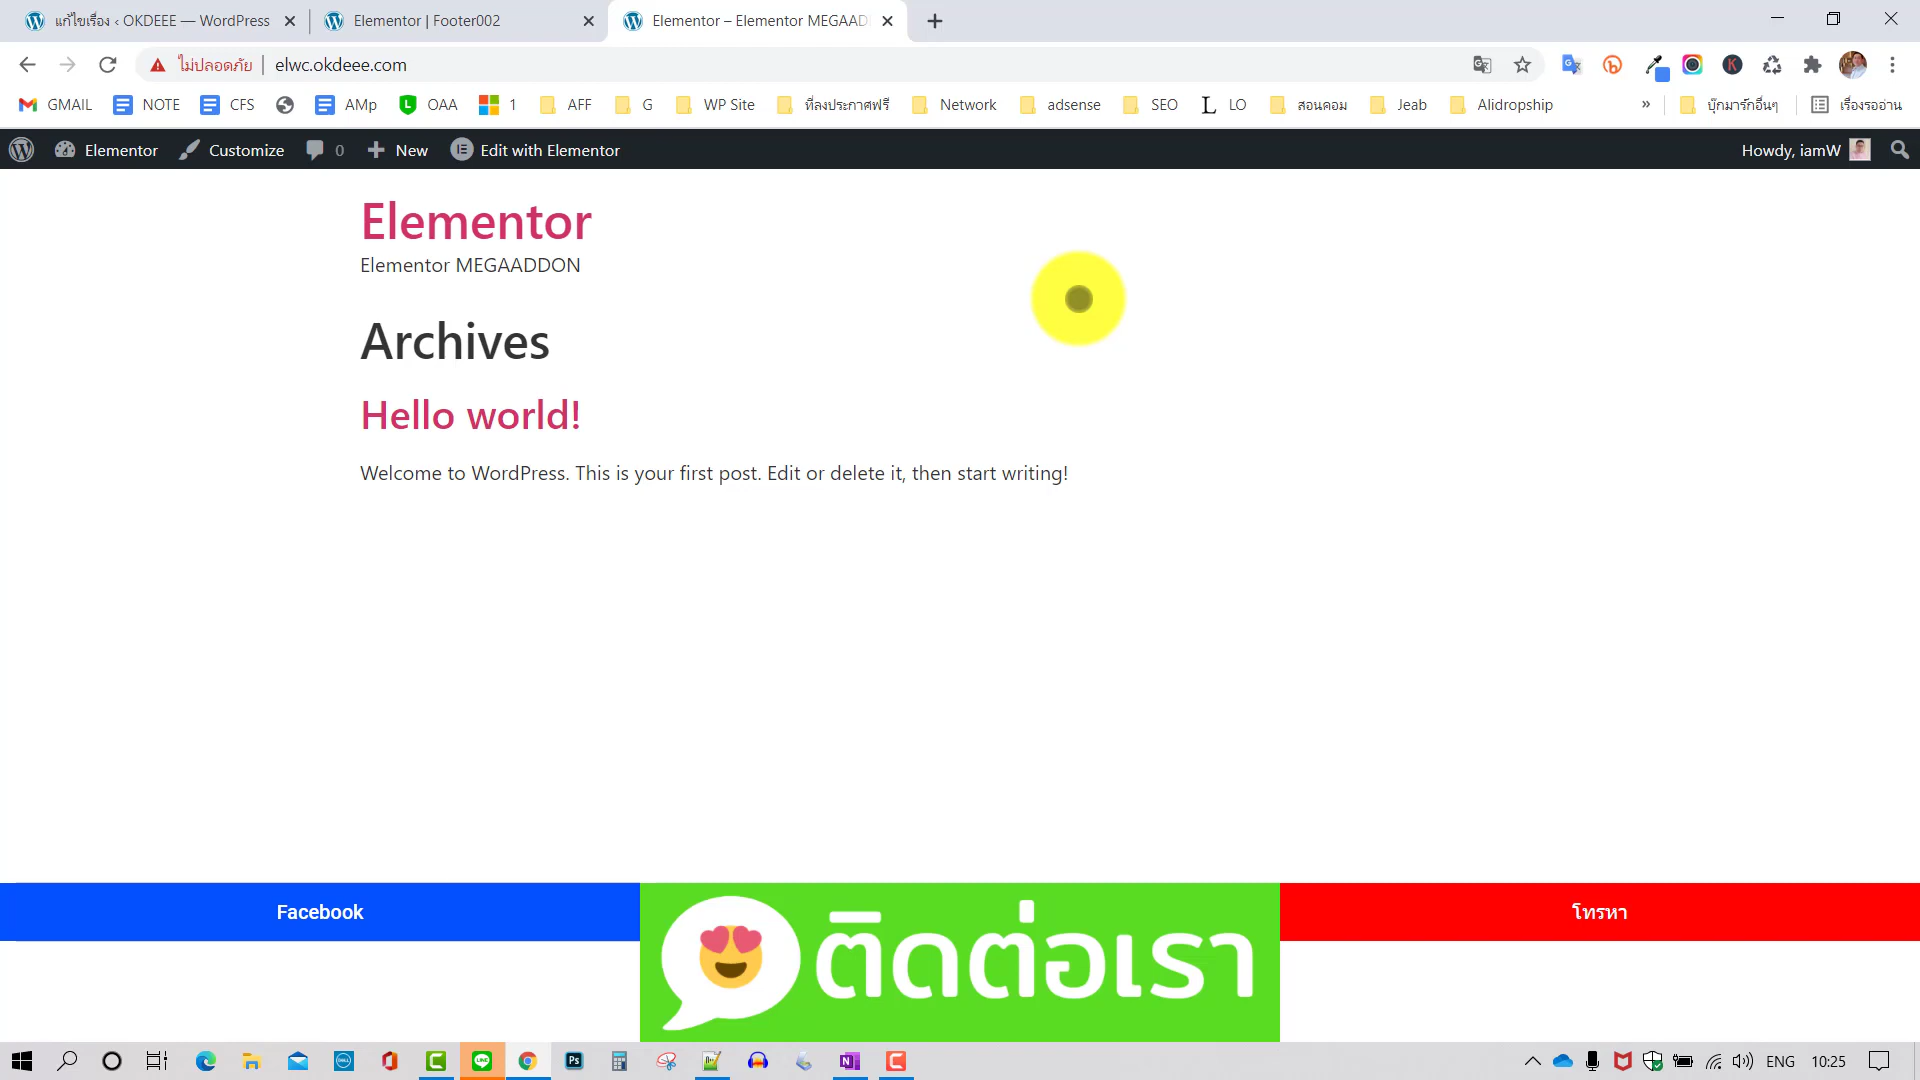 แก้ไขเรื่อง ‹ OKDEEE — WordPress
Elementor | Footer002
Elementor – Elementor MEGAAD
ไม่ปลอดภัย
elwc.okdeee.com
GMAIL
NOTE
CFS
AMp
OAA
1
AFF
G
WP Site
ที่ลงประกาศฟรี
Network
adsense
SEO
LO
สอนคอม
Jeab
Alidropship
»
บุ๊กมาร์กอื่นๆ
เรื่องรออ่าน
Elementor
Customize
0
New
Edit with Elementor
Howdy, iamW
Elementor
Elementor MEGAADDON
Archives
Hello world!
Welcome to WordPress. This is your first post. Edit or delete it, then start writing!
Facebook
ติดต่อเรา
โทรหา
ENG
10:25